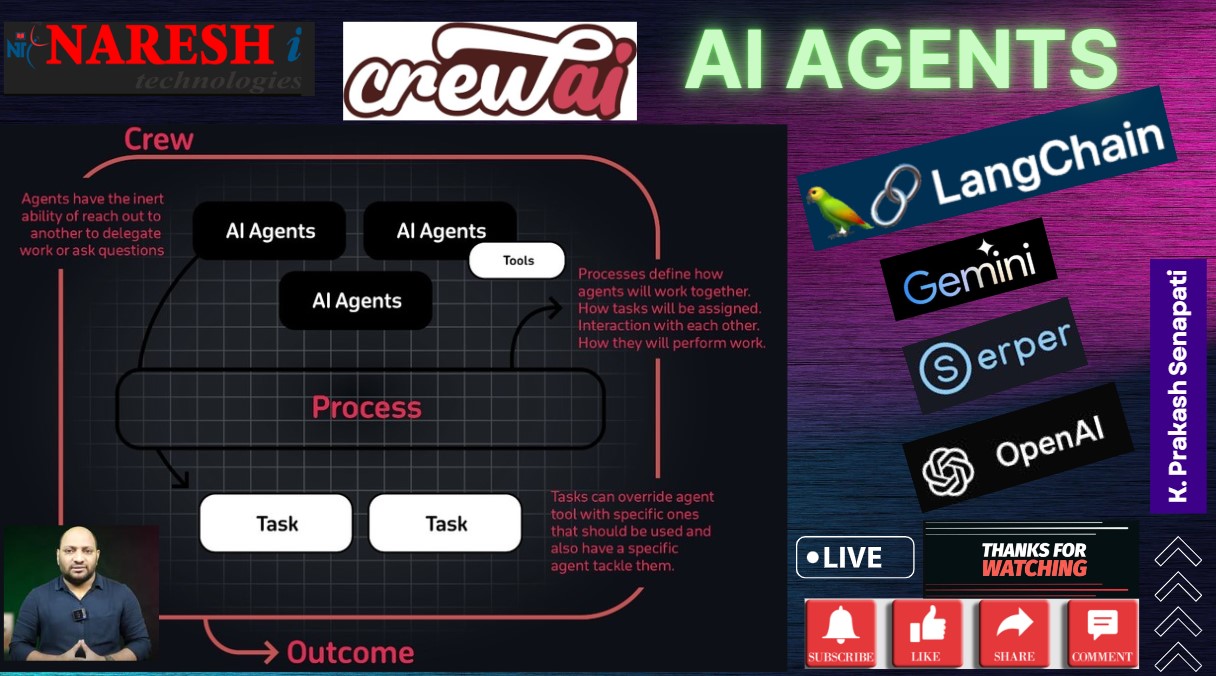 NARESH i
technologies
crewai
AI AGENTS
LangChain
Gemini
Serper
OpenAI
K. Prakash Senapati
Crew
Agents have the inert
ability of reach out to
another to delegate
work or ask questions
AI Agents
AI Agents
Tools
AI Agents
Processes define how
agents will work together.
How tasks will be assigned.
Interaction with each other.
How they will perform work.
Process
Task
Task
Tasks can override agent
tool with specific ones
that should be used and
also have a specific
agent tackle them.
Outcome
LIVE
THANKS FOR
WATCHING
SUBSCRIBE
LIKE
SHARE
COMMENT